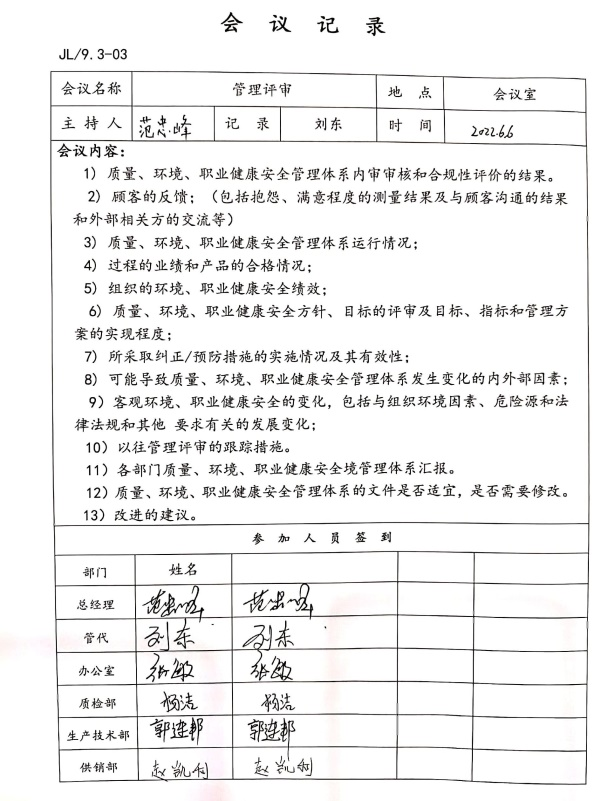 会 议 记 录
JL/9.3-03
会议名称 管理评审 地 点 会议室
主 持 人 范忠峰 记 录 刘东 时 间 2022.6.6
会议内容：
1) 质量、环境、职业健康安全管理体系内审审核和合规性评价的结果。
2) 顾客的反馈；（包括抱怨、满意程度的测量结果及与顾客沟通的结果
和外部相关方的交流等）
3) 质量、环境、职业健康安全管理体系运行情况；
4) 过程的业绩和产品的合格情况；
5) 组织的环境、职业健康安全绩效；
6) 质量、环境、职业健康安全方针、目标的评审及目标、指标和管理方
案的实现程度；
7) 所采取纠正/预防措施的实施情况及其有效性；
8) 可能导致质量、环境、职业健康安全管理体系发生变化的内外部因素；
9) 客观环境、职业健康安全的变化，包括与组织环境因素、危险源和法
律法规和其他 要求有关的发展变化；
10) 以往管理评审的跟踪措施。
11) 各部门质量、环境、职业健康安全境管理体系汇报。
12) 质量、环境、职业健康安全管理体系的文件是否适宜，是否需要修改。
13) 改进的建议。
参 加 人 员 签 到
部门 姓名
总经理 范忠峰 范忠峰
管代 刘东 刘东
办公室 张敏 张敏
质检部 杨洁 杨洁
生产技术部 郭建邦 郭建邦
供销部 赵凯利 赵凯利